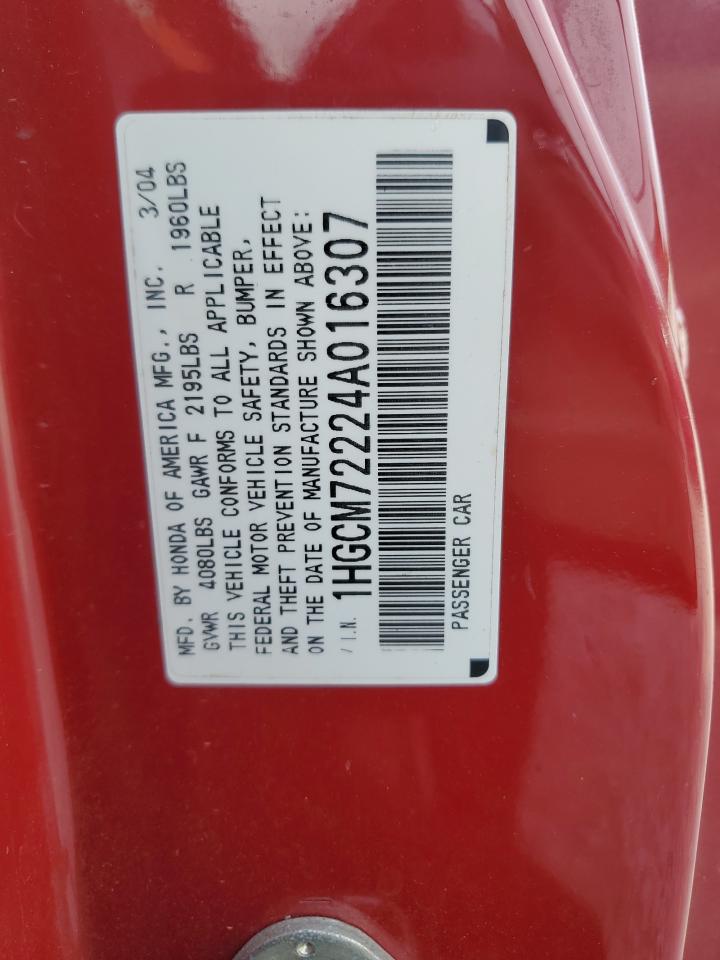 MFD. BY HONDA OF AMERICA MFG., INC. 3/04
GVWR 4080LBS GAWR F 2195LBS R 1960LBS
THIS VEHICLE CONFORMS TO ALL APPLICABLE
FEDERAL MOTOR VEHICLE SAFETY, BUMPER,
AND THEFT PREVENTION STANDARDS IN EFFECT
ON THE DATE OF MANUFACTURE SHOWN ABOVE:
V.I.N. 1HGCM72224A016307
PASSENGER CAR